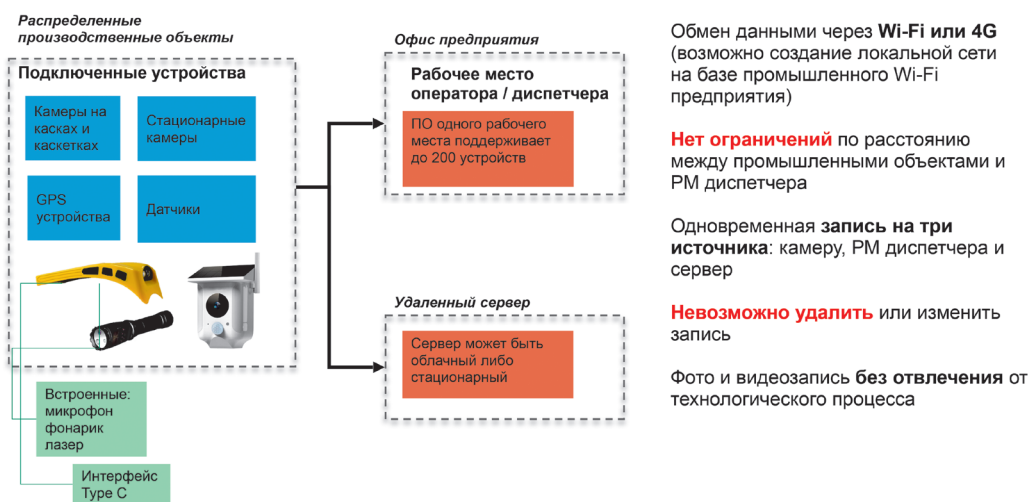 Распределенные
производственные объекты
Подключенные устройства
Камеры на
касках и
каскетках
Стационарные
камеры
GPS
устройства
Датчики
Встроенные:
микрофон
фонарик
лазер
Интерфейс
Type C
Офис предприятия
Рабочее место
оператора / диспетчера
ПО одного рабочего
места поддерживает
до 200 устройств
Удаленный сервер
Сервер может быть
облачный либо
стационарный
Обмен данными через Wi-Fi или 4G
(возможно создание локальной сети
на базе промышленного Wi-Fi
предприятия)
Нет ограничений по расстоянию
между промышленными объектами и
РМ диспетчера
Одновременная запись на три
источника: камеру, РМ диспетчера и
сервер
Невозможно удалить или изменить
запись
Фото и видеозапись без отвлечения от
технологического процесса